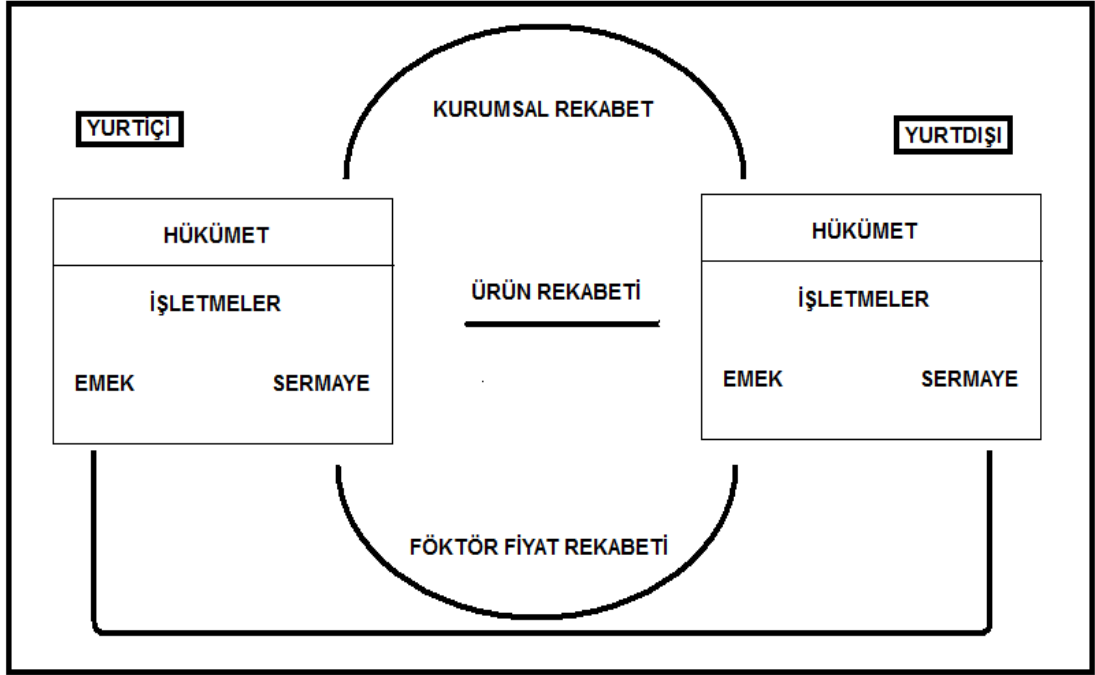 KURUMSAL REKABET
YURTİÇİ
YURTDIŞI
HÜKÜMET
HÜKÜMET
ÜRÜN REKABETİ
İŞLETMELER
İŞLETMELER
EMEK SERMAYE
EMEK SERMAYE
FÖKTÖR FİYAT REKABETİ